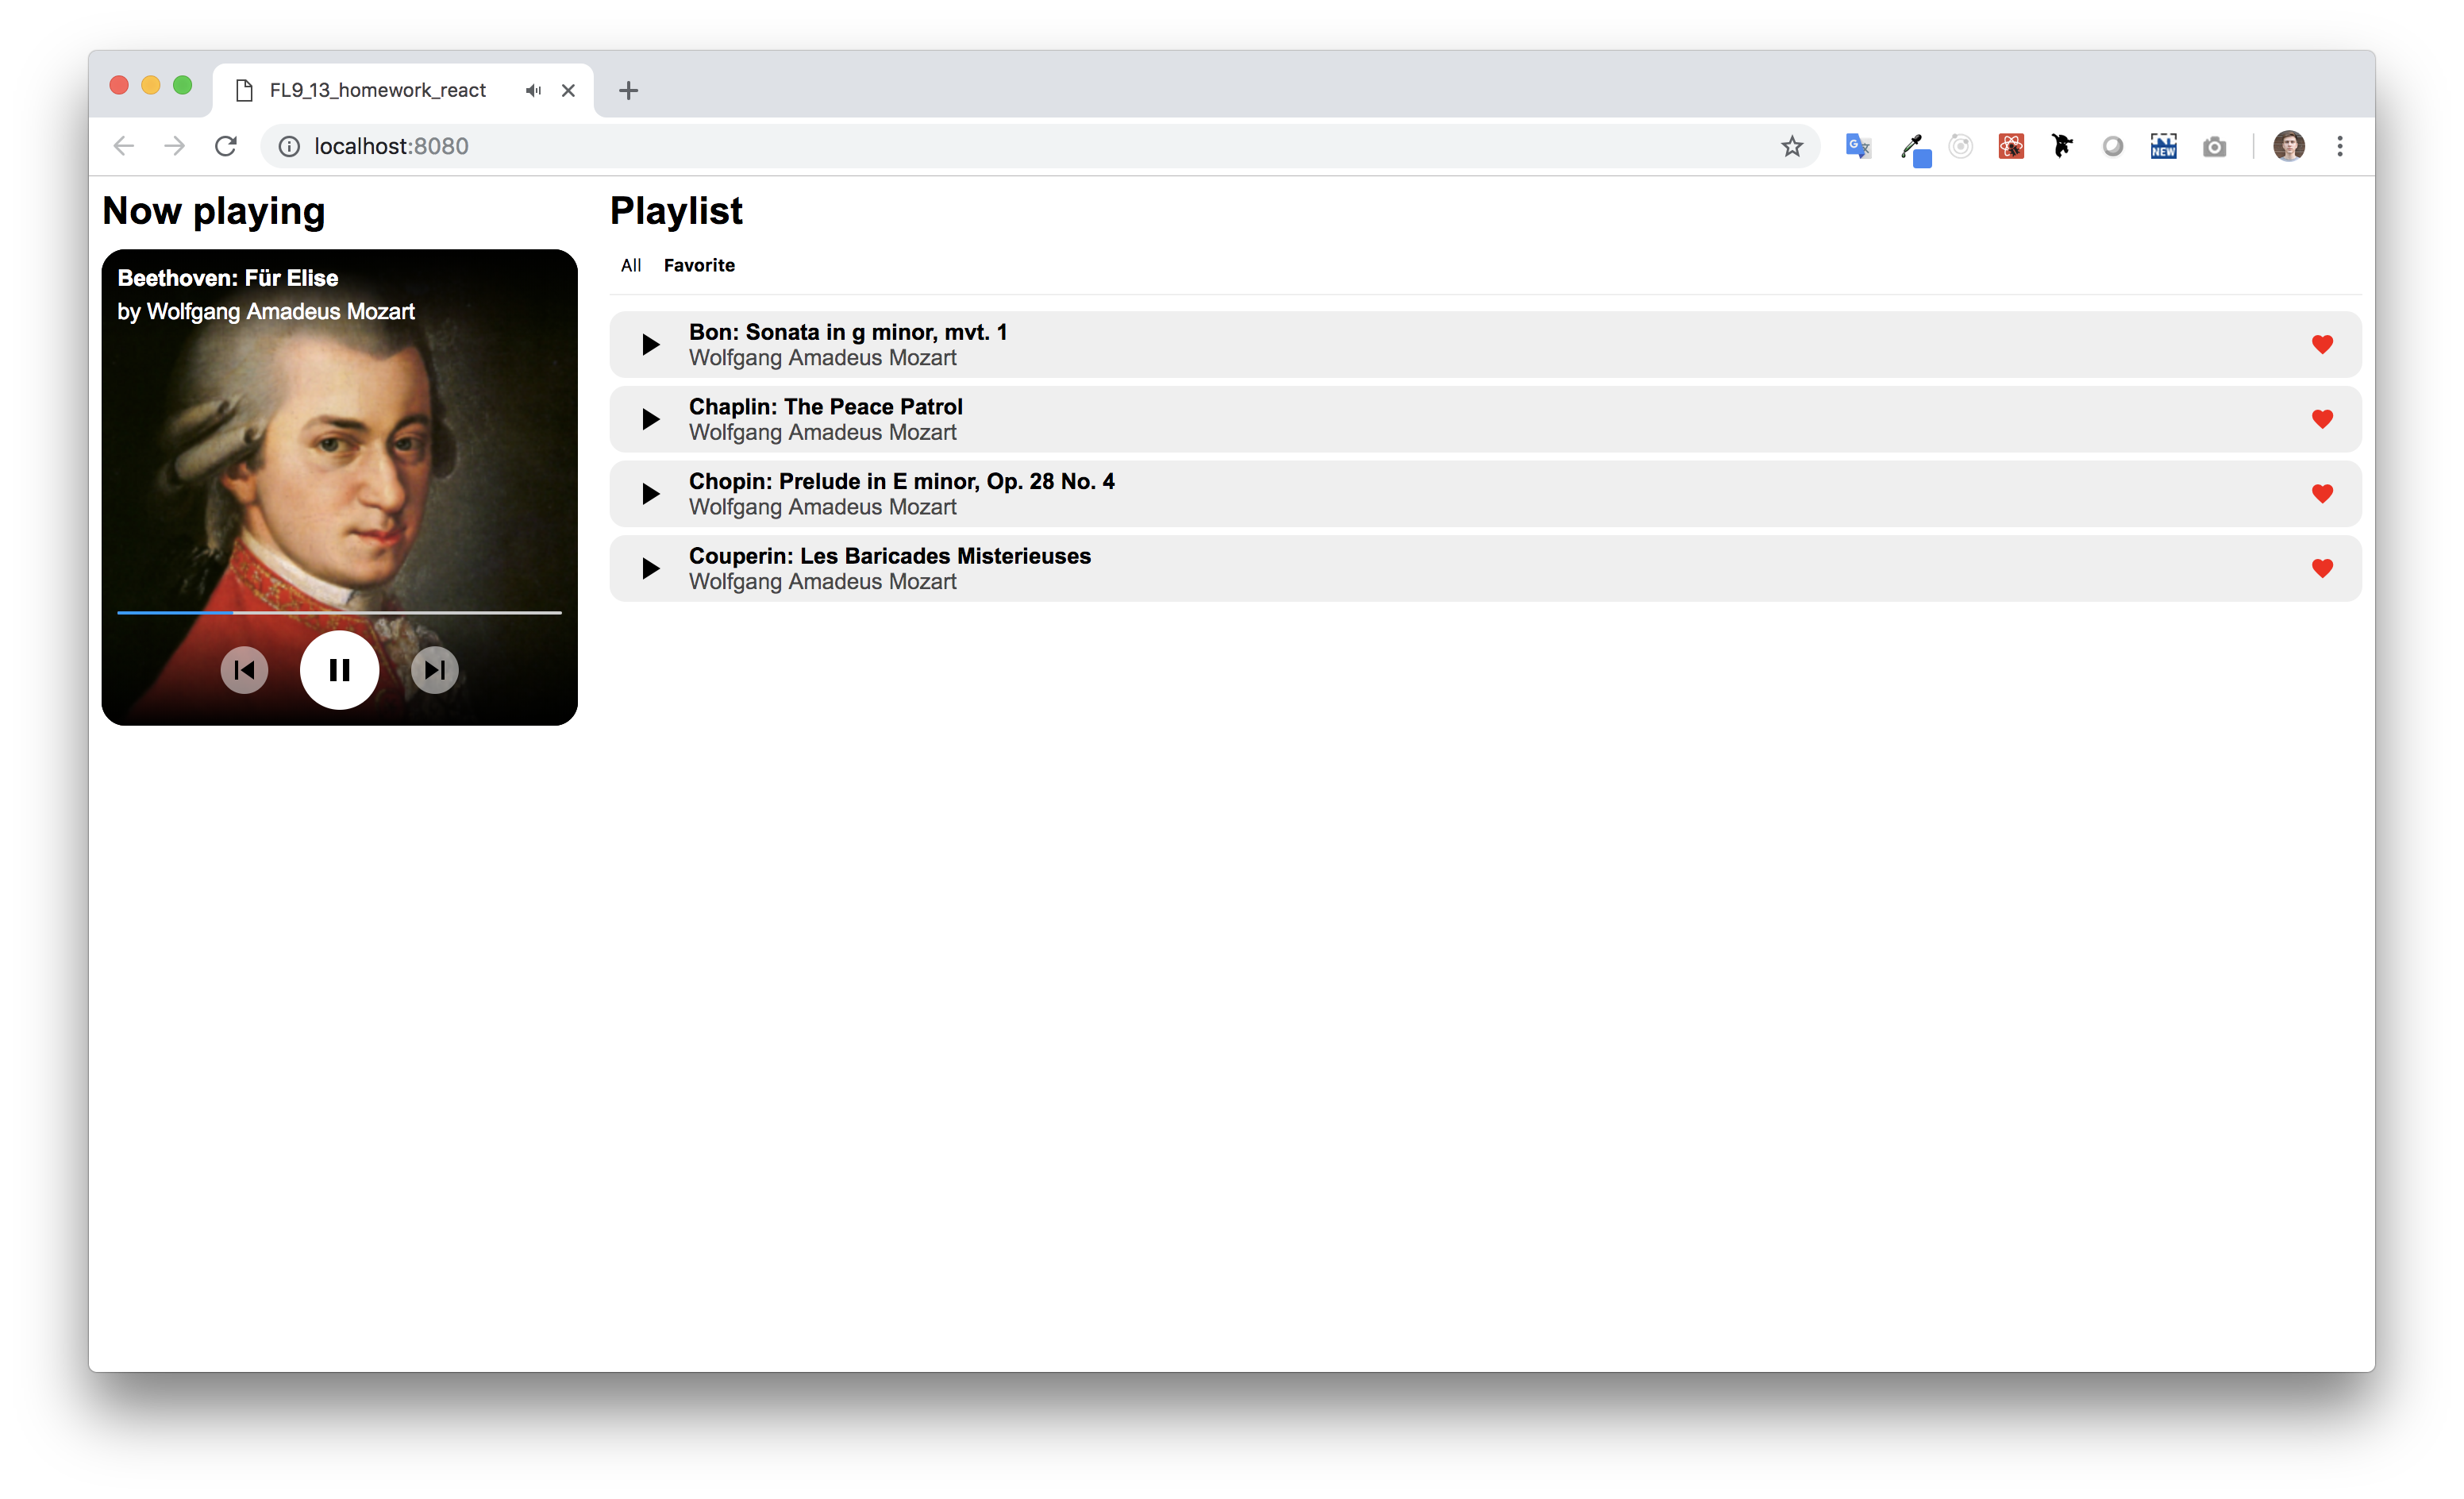 FL9_13_homework_react
localhost:8080
NEW
Now playing
Beethoven: Für Elise
by Wolfgang Amadeus Mozart
Playlist
All Favorite
Bon: Sonata in g minor, mvt. 1
Wolfgang Amadeus Mozart
Chaplin: The Peace Patrol
Wolfgang Amadeus Mozart
Chopin: Prelude in E minor, Op. 28 No. 4
Wolfgang Amadeus Mozart
Couperin: Les Baricades Misterieuses
Wolfgang Amadeus Mozart